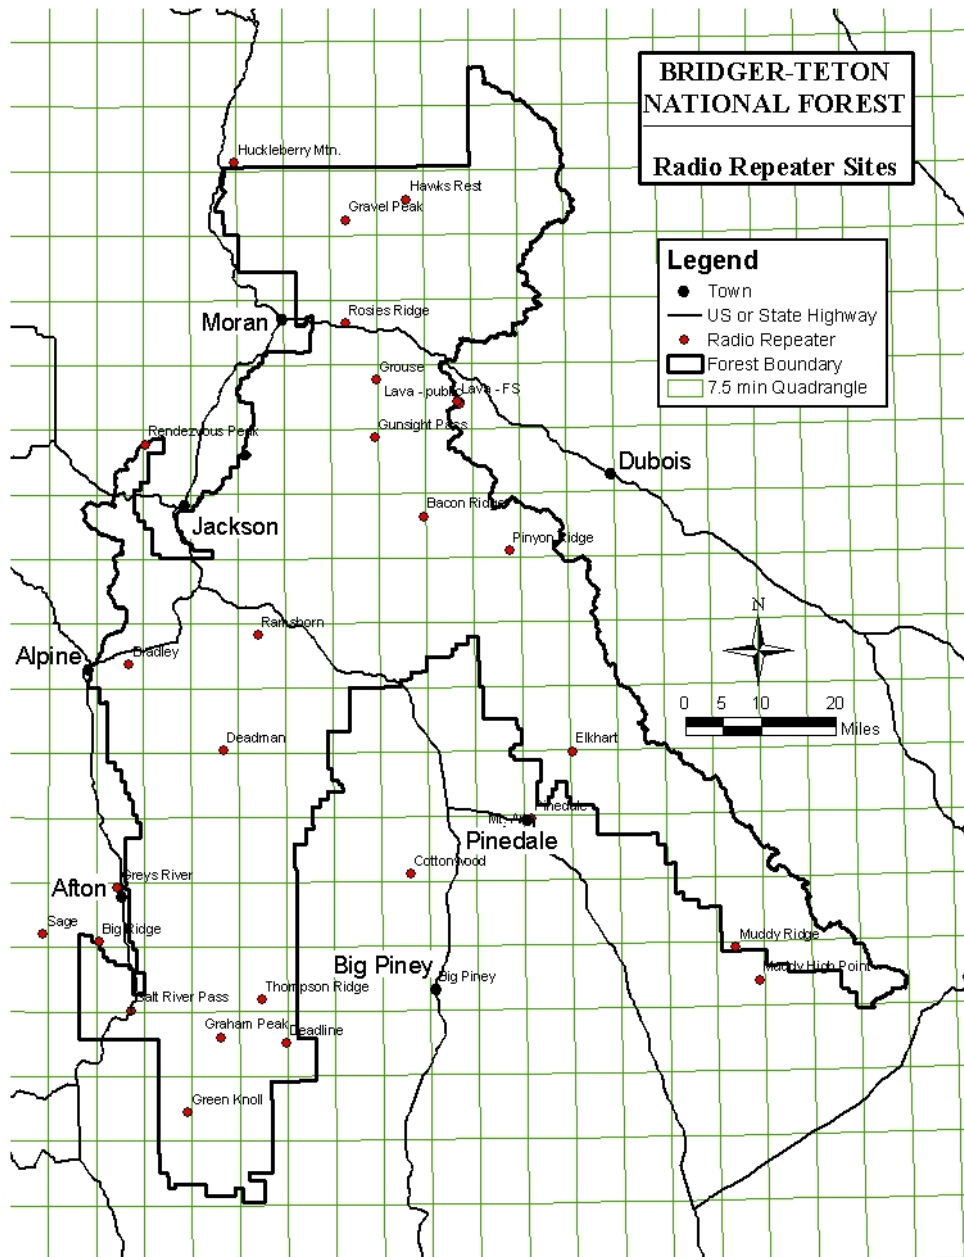 BRIDGER-TETON
NATIONAL FOREST
Radio Repeater Sites
Huckleberry Mtn.
Hawks Rest
Gravel Peak
Legend
Town
US or State Highway
Radio Repeater
Forest Boundary
7.5 min Quadrangle
Rosies Ridge
Moran
Grouse
Lava - public
Lava - FS
Gunsight Pass
Rendezvous Peak
Dubois
Bacon Ridge
Jackson
Pinyon Ridge
N
Ramshorn
Alpine
Bradley
0 5 10 20
Miles
Deadman
Elkhart
Pinedale
Pinedale
Cottonwood
Greys River
Afton
Sage
Big Ridge
Muddy Ridge
Big Piney
Muddy High Point
Big Piney
Salt River Pass
Thompson Ridge
Graham Peak
Deadline
Green Knoll